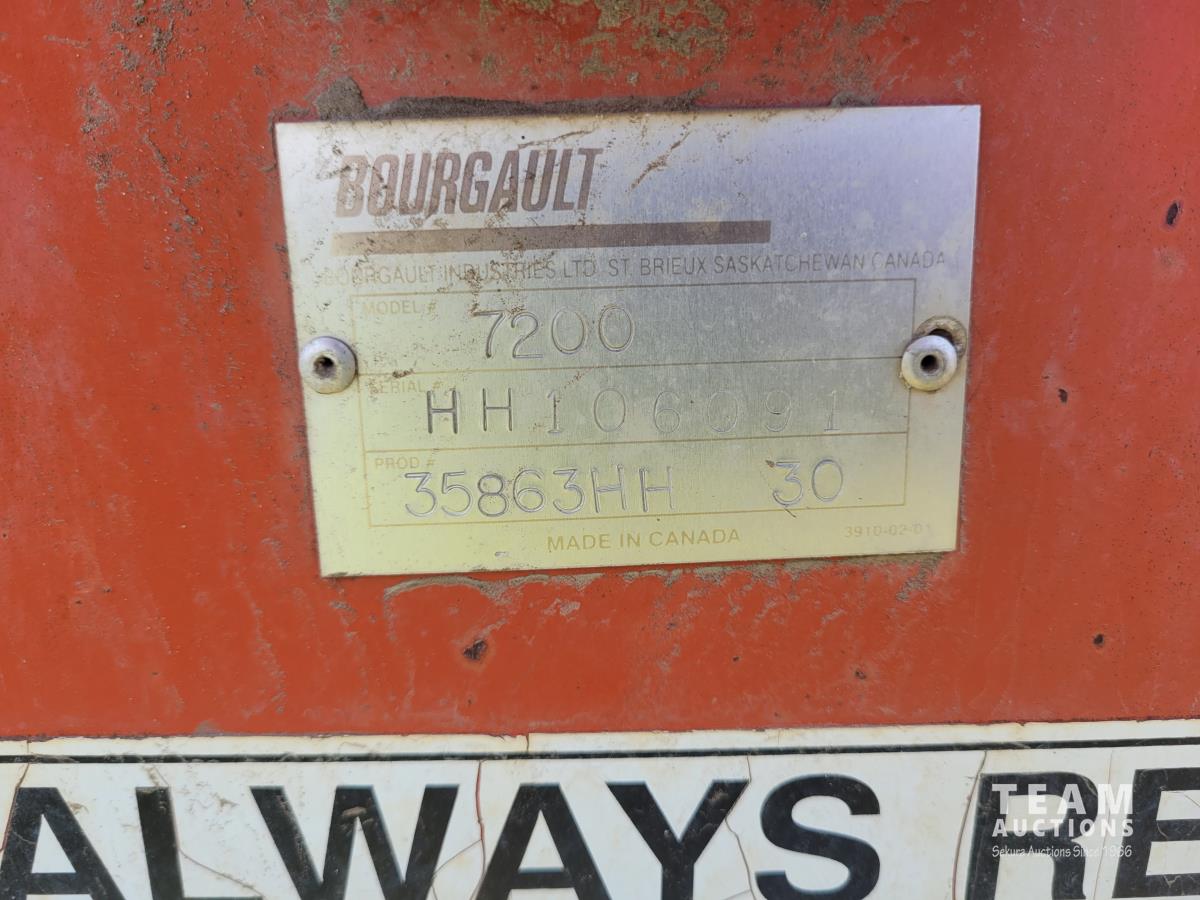 BOURGAULT
BOURGAULT INDUSTRIES LTD. ST. BRIEUX SASKATCHEWAN CANADA
MODEL # 7200
SERIAL # HH106091
PROD. # 35863HH 30
MADE IN CANADA 3910-02-01
ALWAYS RE
TEAM
AUCTIONS
Sekura Auctions Since 1966